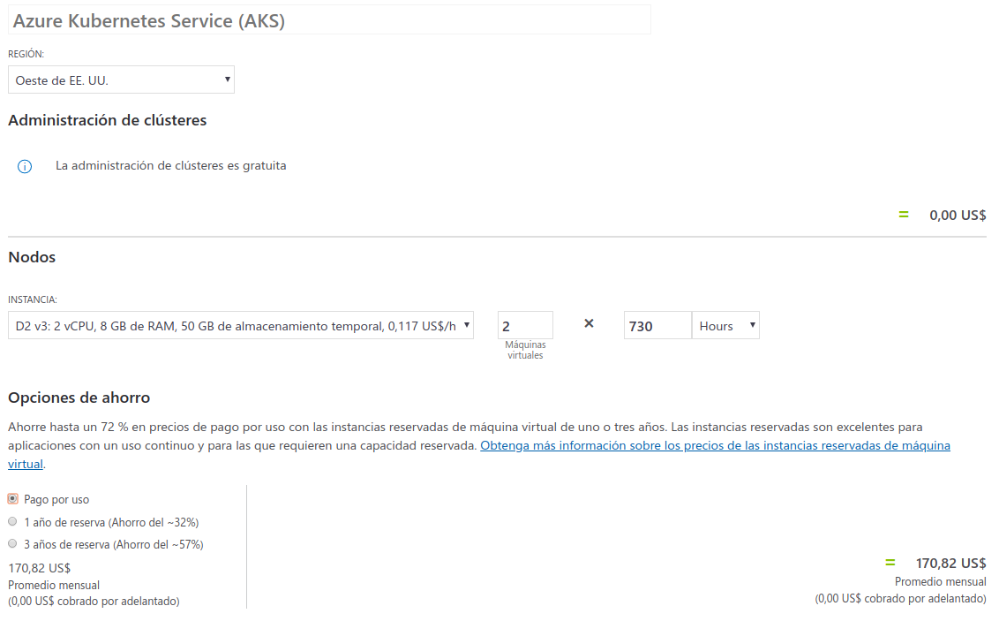 Azure Kubernetes Service (AKS)
REGIÓN:
Oeste de EE. UU.
Administración de clústeres
La administración de clústeres es gratuita
= 0,00 US$
Nodos
INSTANCIA:
D2 v3: 2 vCPU, 8 GB de RAM, 50 GB de almacenamiento temporal, 0,117 US$/h
2
Máquinas
virtuales
×
730
Hours
Opciones de ahorro
Ahorre hasta un 72 % en precios de pago por uso con las instancias reservadas de máquina virtual de uno o tres años. Las instancias reservadas son excelentes para
aplicaciones con un uso continuo y para las que requieren una capacidad reservada. Obtenga más información sobre los precios de las instancias reservadas de máquina
virtual.
Pago por uso
1 año de reserva (Ahorro del ~32%)
3 años de reserva (Ahorro del ~57%)
170,82 US$
Promedio mensual
(0,00 US$ cobrado por adelantado)
= 170,82 US$
Promedio mensual
(0,00 US$ cobrado por adelantado)